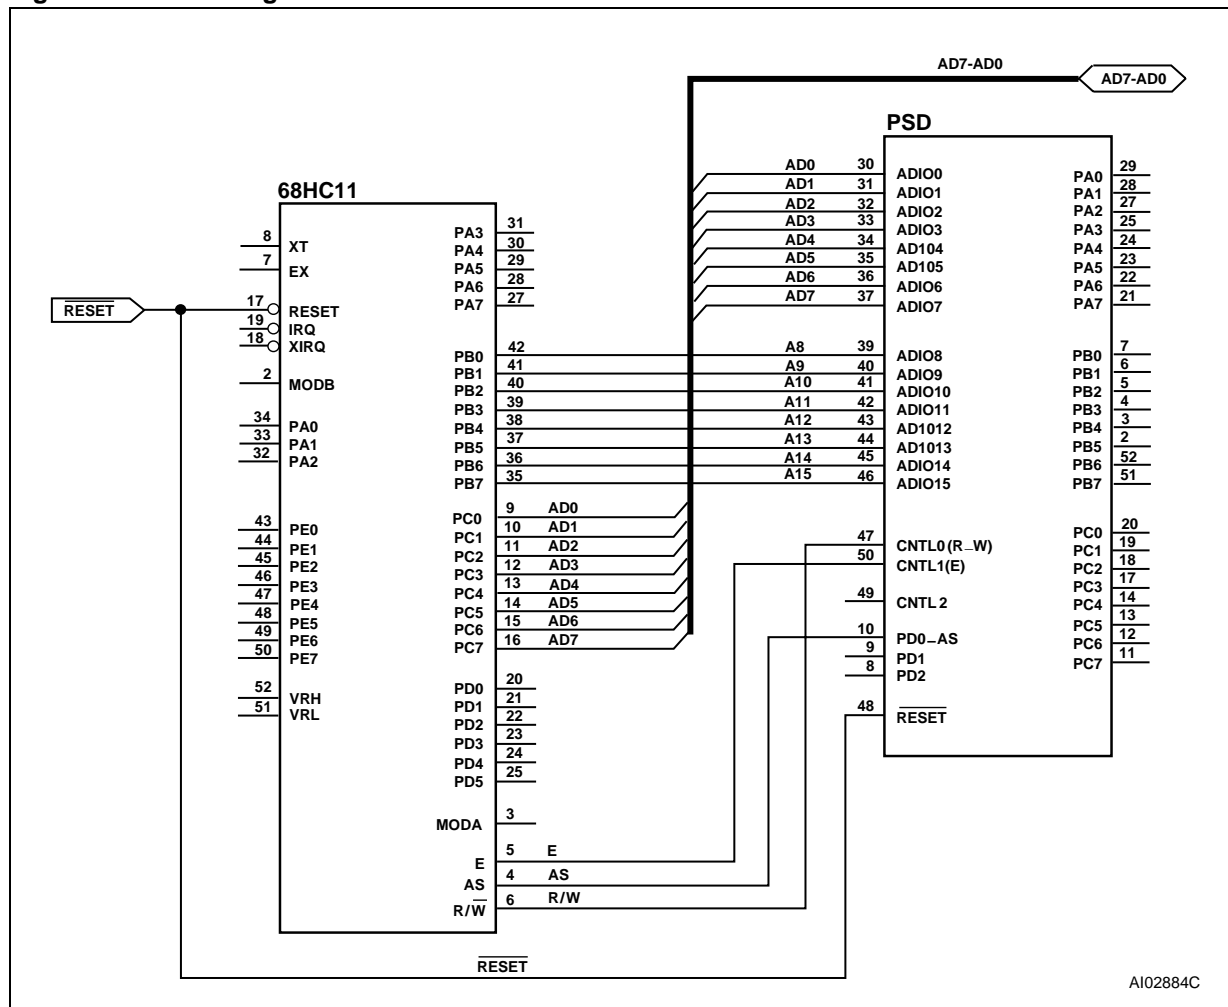 AD7-AD0
AD7-AD0
PSD
AD0 30 ADIO0
AD1 31 ADIO1
AD2 32 ADIO2
AD3 33 ADIO3
AD4 34 AD104
AD5 35 AD105
AD6 36 ADIO6
AD7 37 ADIO7
A8 39 ADIO8
A9 40 ADIO9
A10 41 ADIO10
A11 42 ADIO11
A12 43 AD1012
A13 44 AD1013
A14 45 ADIO14
A15 46 ADIO15
47 CNTL0(R_W)
50 CNTL1(E)
49 CNTL2
10 PD0–AS
9 PD1
8 PD2
48 RESET
PA0 29
PA1 28
PA2 27
PA3 25
PA4 24
PA5 23
PA6 22
PA7 21
PB0 7
PB1 6
PB2 5
PB3 4
PB4 3
PB5 2
PB6 52
PB7 51
PC0 20
PC1 19
PC2 18
PC3 17
PC4 14
PC5 13
PC6 12
PC7 11
68HC11
8 XT
7 EX
RESET
17 RESET
19 IRQ
18 XIRQ
2 MODB
34 PA0
33 PA1
32 PA2
43 PE0
44 PE1
45 PE2
46 PE3
47 PE4
48 PE5
49 PE6
50 PE7
52 VRH
51 VRL
PA3 31
PA4 30
PA5 29
PA6 28
PA7 27
PB0 42
PB1 41
PB2 40
PB3 39
PB4 38
PB5 37
PB6 36
PB7 35
PC0 9 AD0
PC1 10 AD1
PC2 11 AD2
PC3 12 AD3
PC4 13 AD4
PC5 14 AD5
PC6 15 AD6
PC7 16 AD7
PD0 20
PD1 21
PD2 22
PD3 23
PD4 24
PD5 25
MODA 3
E 5 E
AS 4 AS
R/W 6 R/W
RESET
AI02884C